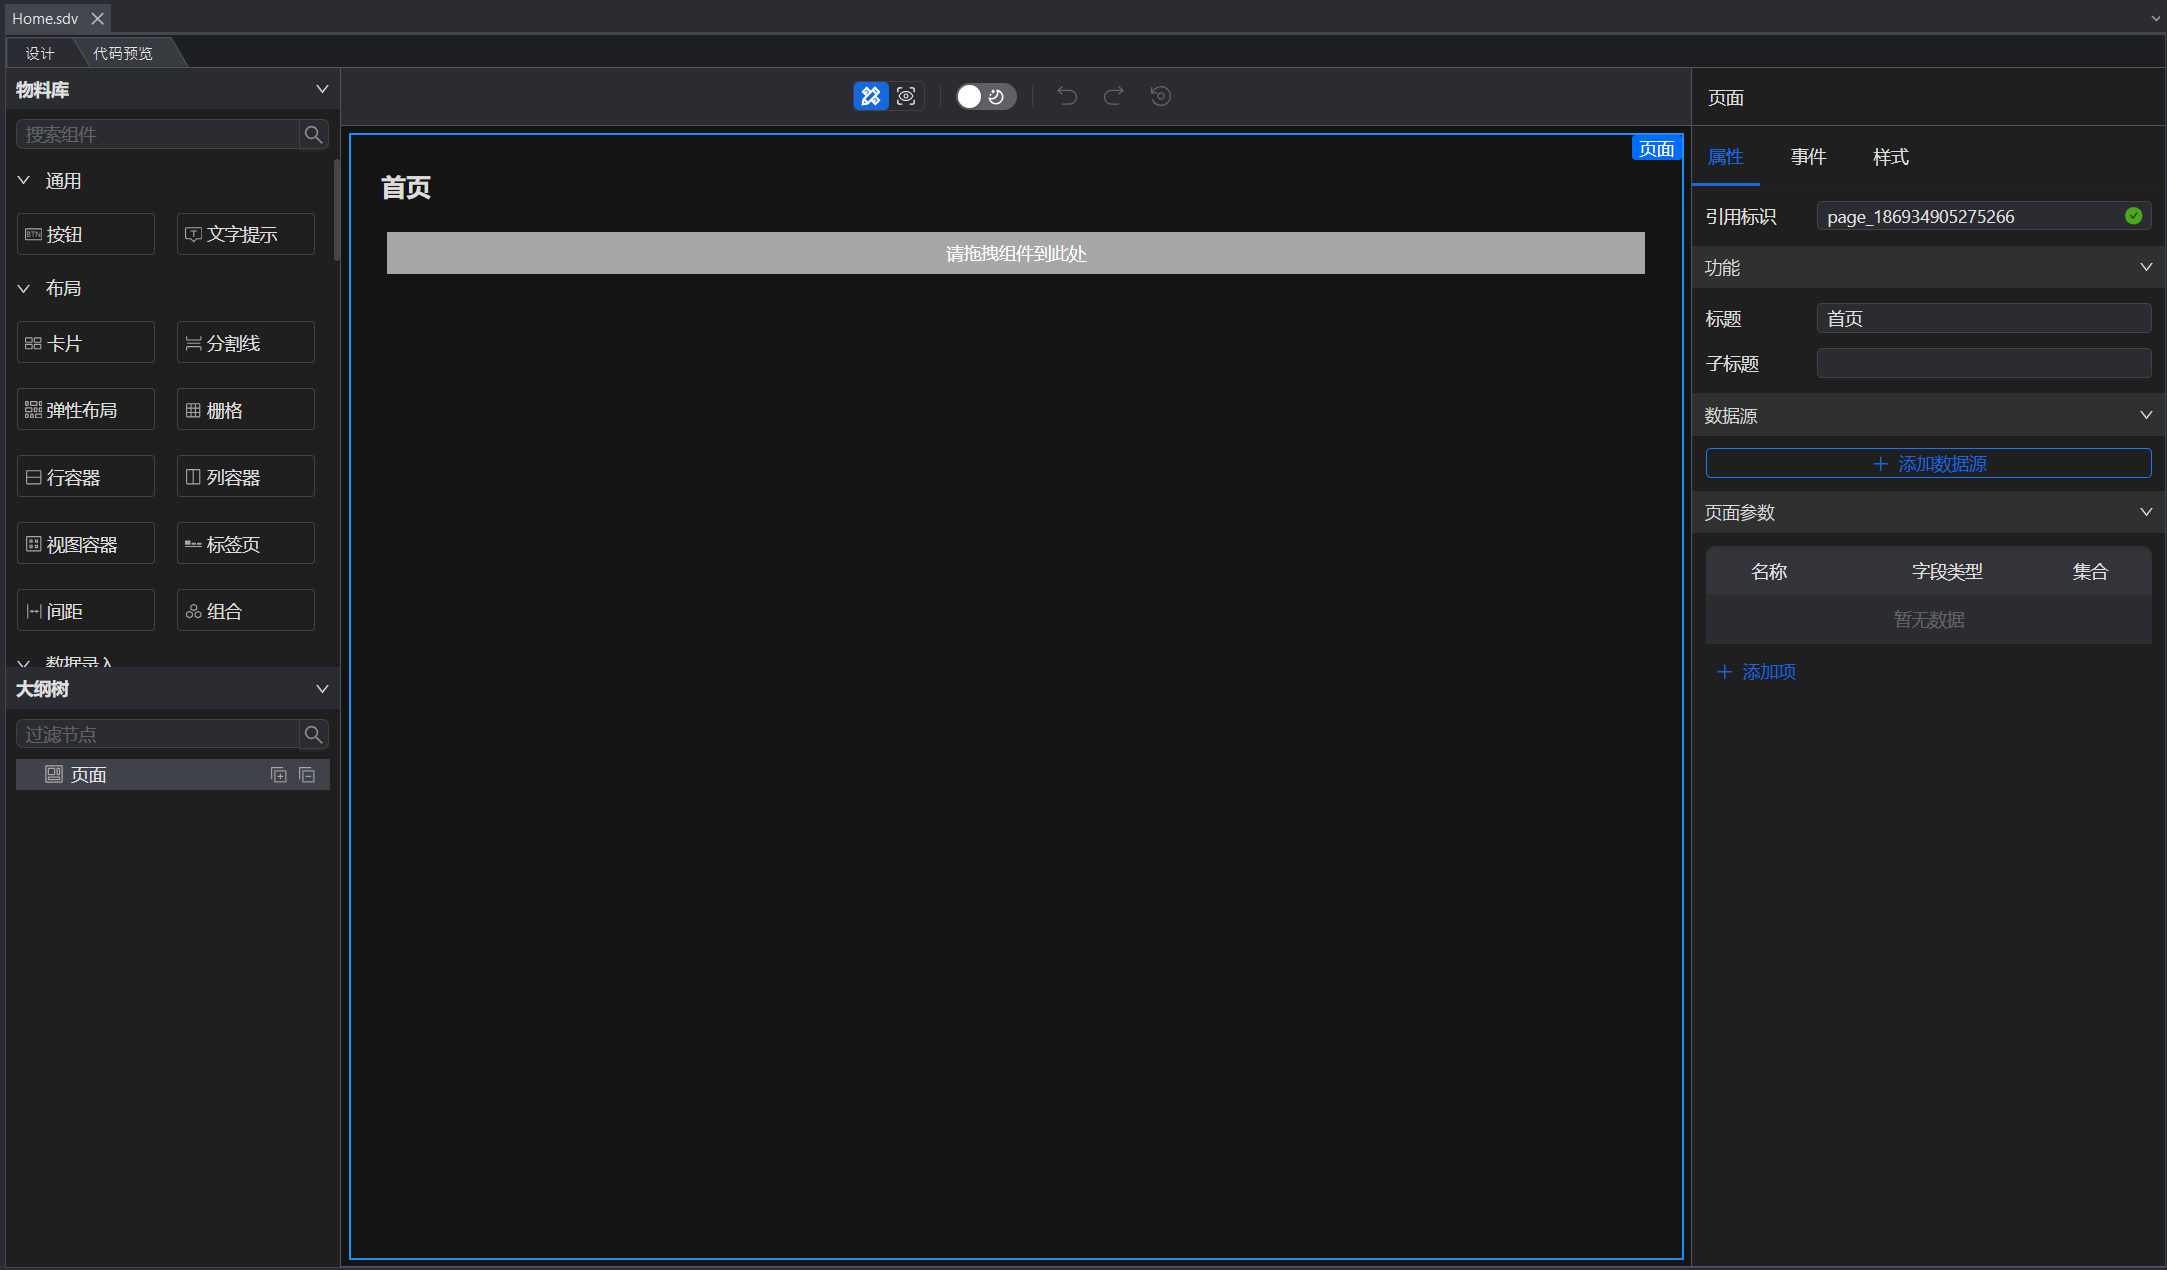 Home.sdv
设计
代码预览
物料库
搜索组件
通用
BTN 按钮
T 文字提示
布局
卡片
分割线
弹性布局
栅格
行容器
列容器
视图容器
标签页
间距
组合
数据录入
大纲树
过滤节点
页面
页面
首页
请拖拽组件到此处
页面
属性
事件
样式
引用标识
page_186934905275266
功能
标题
首页
子标题
数据源
添加数据源
页面参数
名称
字段类型
集合
暂无数据
添加项